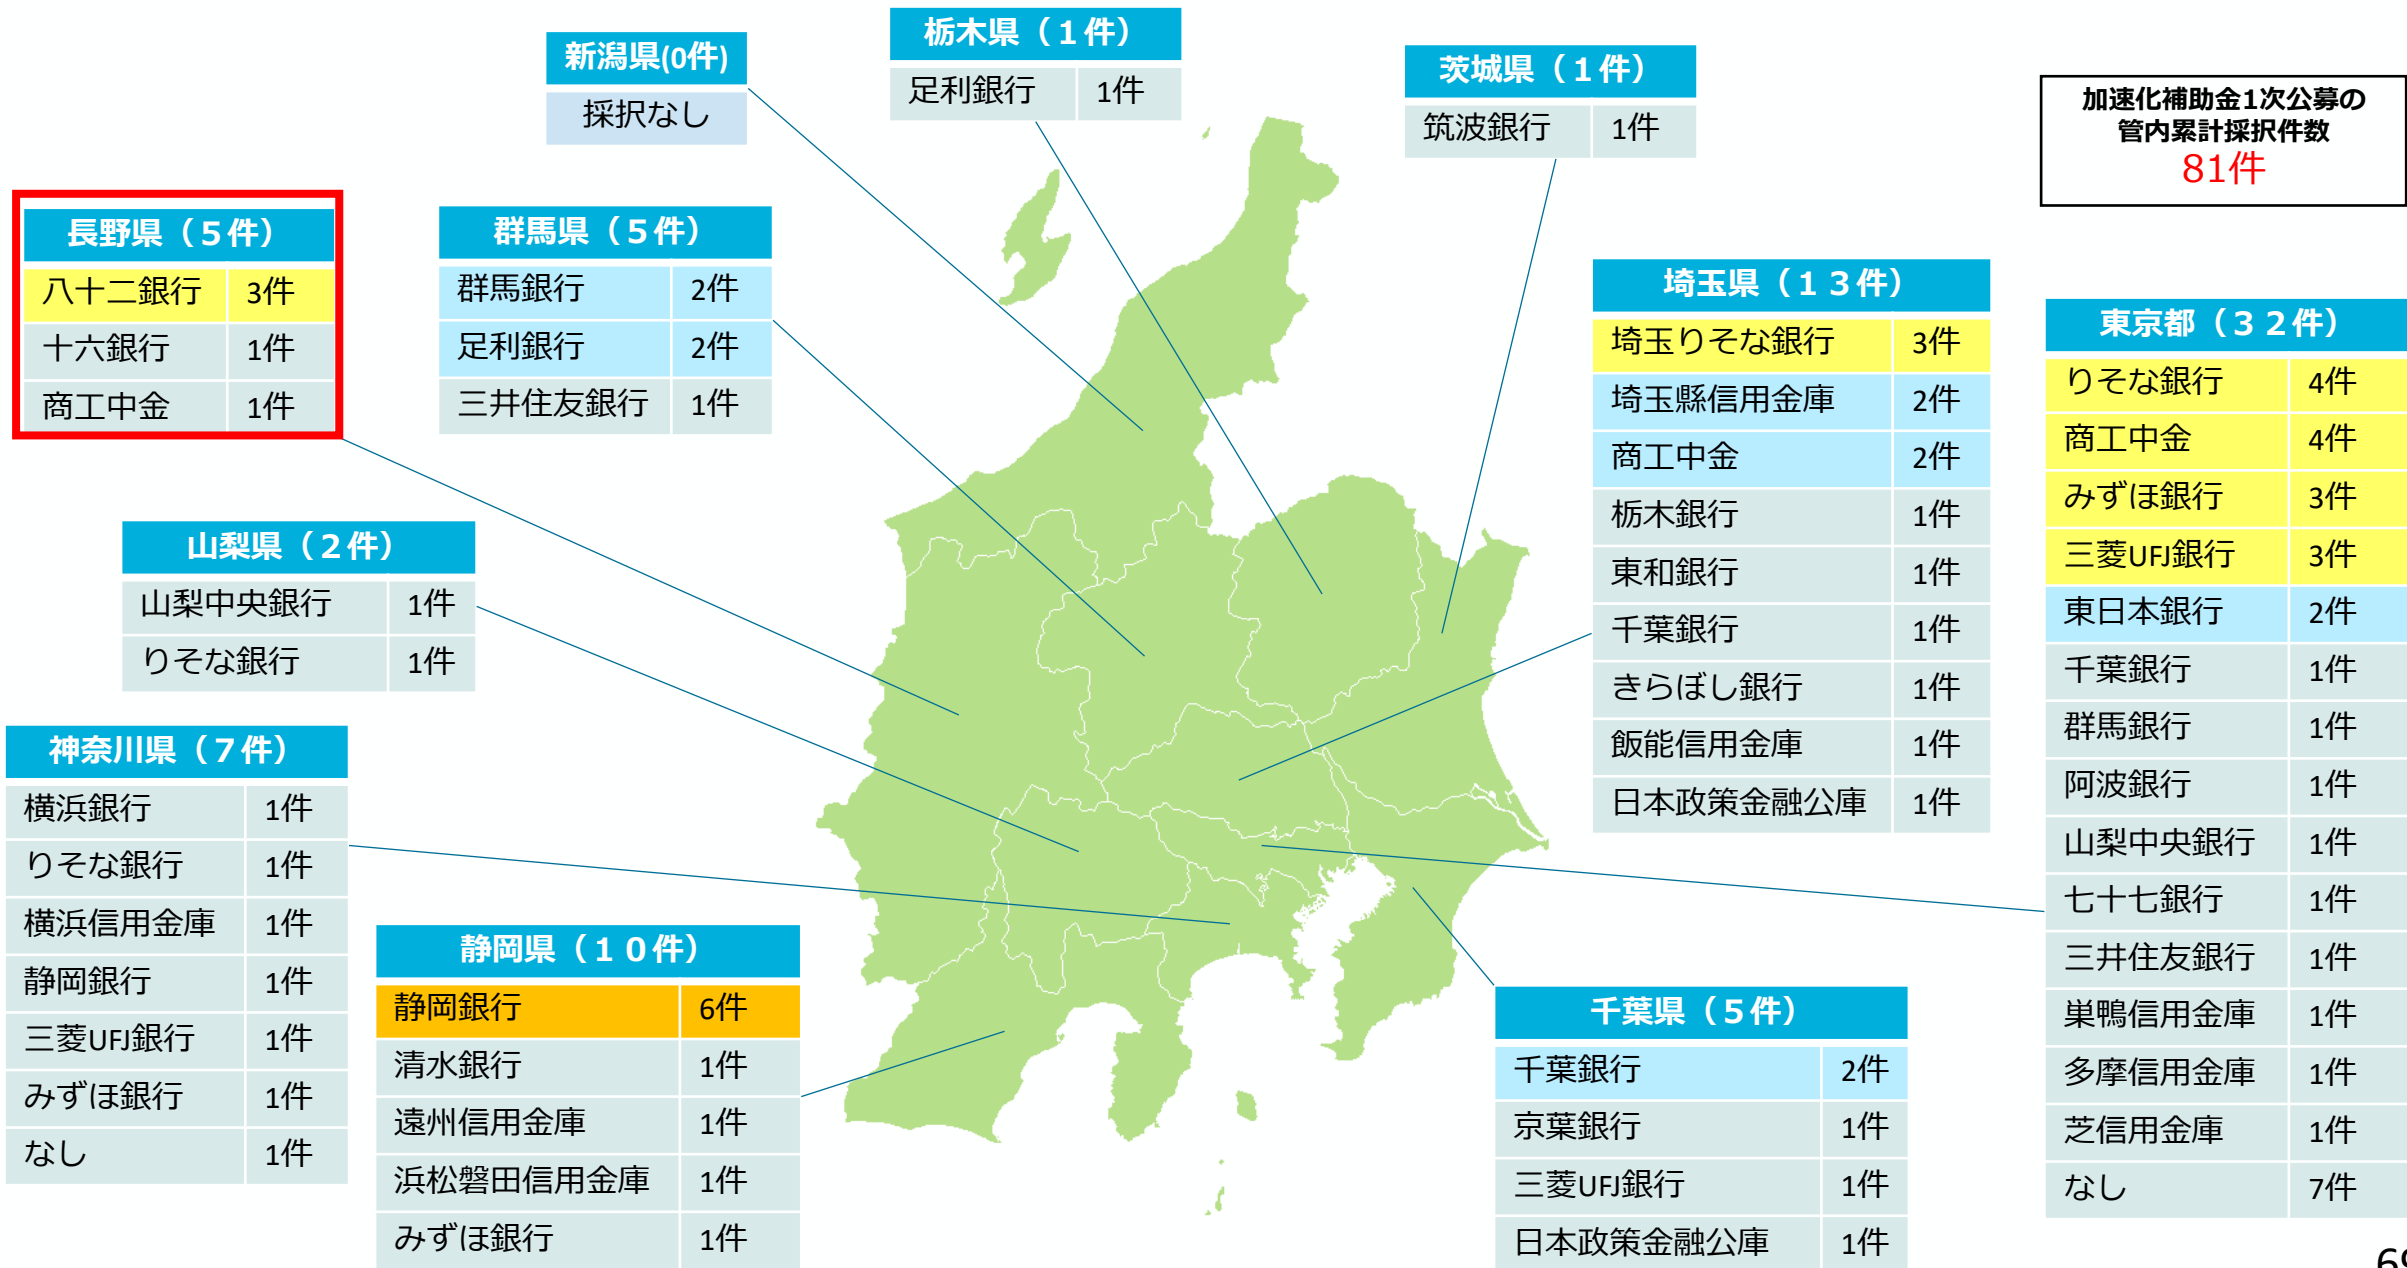 新潟県(0件)
採択なし
栃木県（１件）
足利銀行 1件
茨城県（１件）
筑波銀行 1件
加速化補助金1次公募の
管内累計採択件数
81件
長野県（５件）
八十二銀行 3件
十六銀行 1件
商工中金 1件
群馬県（５件）
群馬銀行 2件
足利銀行 2件
三井住友銀行 1件
埼玉県（１３件）
埼玉りそな銀行 3件
埼玉縣信用金庫 2件
商工中金 2件
栃木銀行 1件
東和銀行 1件
千葉銀行 1件
きらぼし銀行 1件
飯能信用金庫 1件
日本政策金融公庫 1件
東京都（３２件）
りそな銀行 4件
商工中金 4件
みずほ銀行 3件
三菱UFJ銀行 3件
東日本銀行 2件
千葉銀行 1件
群馬銀行 1件
阿波銀行 1件
山梨中央銀行 1件
七十七銀行 1件
三井住友銀行 1件
巣鴨信用金庫 1件
多摩信用金庫 1件
芝信用金庫 1件
なし 7件
山梨県（２件）
山梨中央銀行 1件
りそな銀行 1件
神奈川県（７件）
横浜銀行 1件
りそな銀行 1件
横浜信用金庫 1件
静岡銀行 1件
三菱UFJ銀行 1件
みずほ銀行 1件
なし 1件
静岡県（１０件）
静岡銀行 6件
清水銀行 1件
遠州信用金庫 1件
浜松磐田信用金庫 1件
みずほ銀行 1件
千葉県（５件）
千葉銀行 2件
京葉銀行 1件
三菱UFJ銀行 1件
日本政策金融公庫 1件